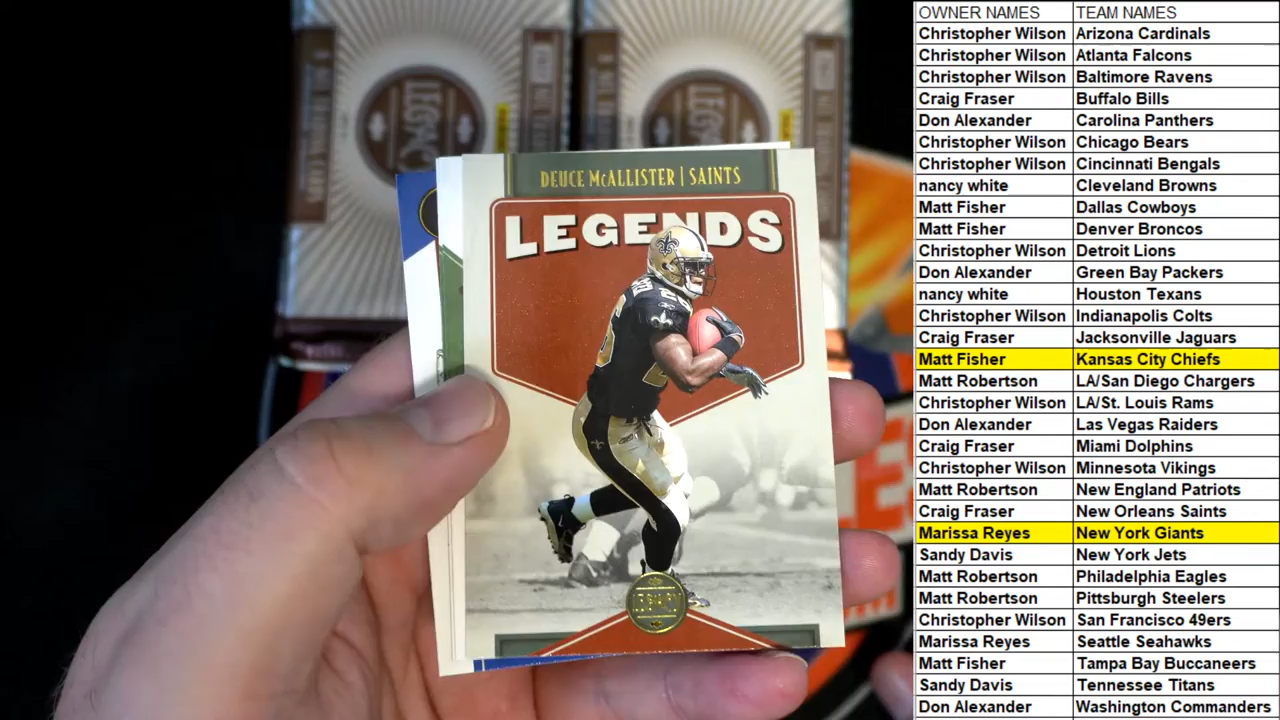 DEUCE McALLISTER | SAINTS
LEGENDS
LEGACY
OWNER NAMES TEAM NAMES
Christopher Wilson Arizona Cardinals
Christopher Wilson Atlanta Falcons
Christopher Wilson Baltimore Ravens
Craig Fraser Buffalo Bills
Don Alexander Carolina Panthers
Christopher Wilson Chicago Bears
Christopher Wilson Cincinnati Bengals
nancy white Cleveland Browns
Matt Fisher Dallas Cowboys
Matt Fisher Denver Broncos
Christopher Wilson Detroit Lions
Don Alexander Green Bay Packers
nancy white Houston Texans
Christopher Wilson Indianapolis Colts
Craig Fraser Jacksonville Jaguars
Matt Fisher Kansas City Chiefs
Matt Robertson LA/San Diego Chargers
Christopher Wilson LA/St. Louis Rams
Don Alexander Las Vegas Raiders
Craig Fraser Miami Dolphins
Christopher Wilson Minnesota Vikings
Matt Robertson New England Patriots
Craig Fraser New Orleans Saints
Marissa Reyes New York Giants
Sandy Davis New York Jets
Matt Robertson Philadelphia Eagles
Matt Robertson Pittsburgh Steelers
Christopher Wilson San Francisco 49ers
Marissa Reyes Seattle Seahawks
Matt Fisher Tampa Bay Buccaneers
Sandy Davis Tennessee Titans
Don Alexander Washington Commanders